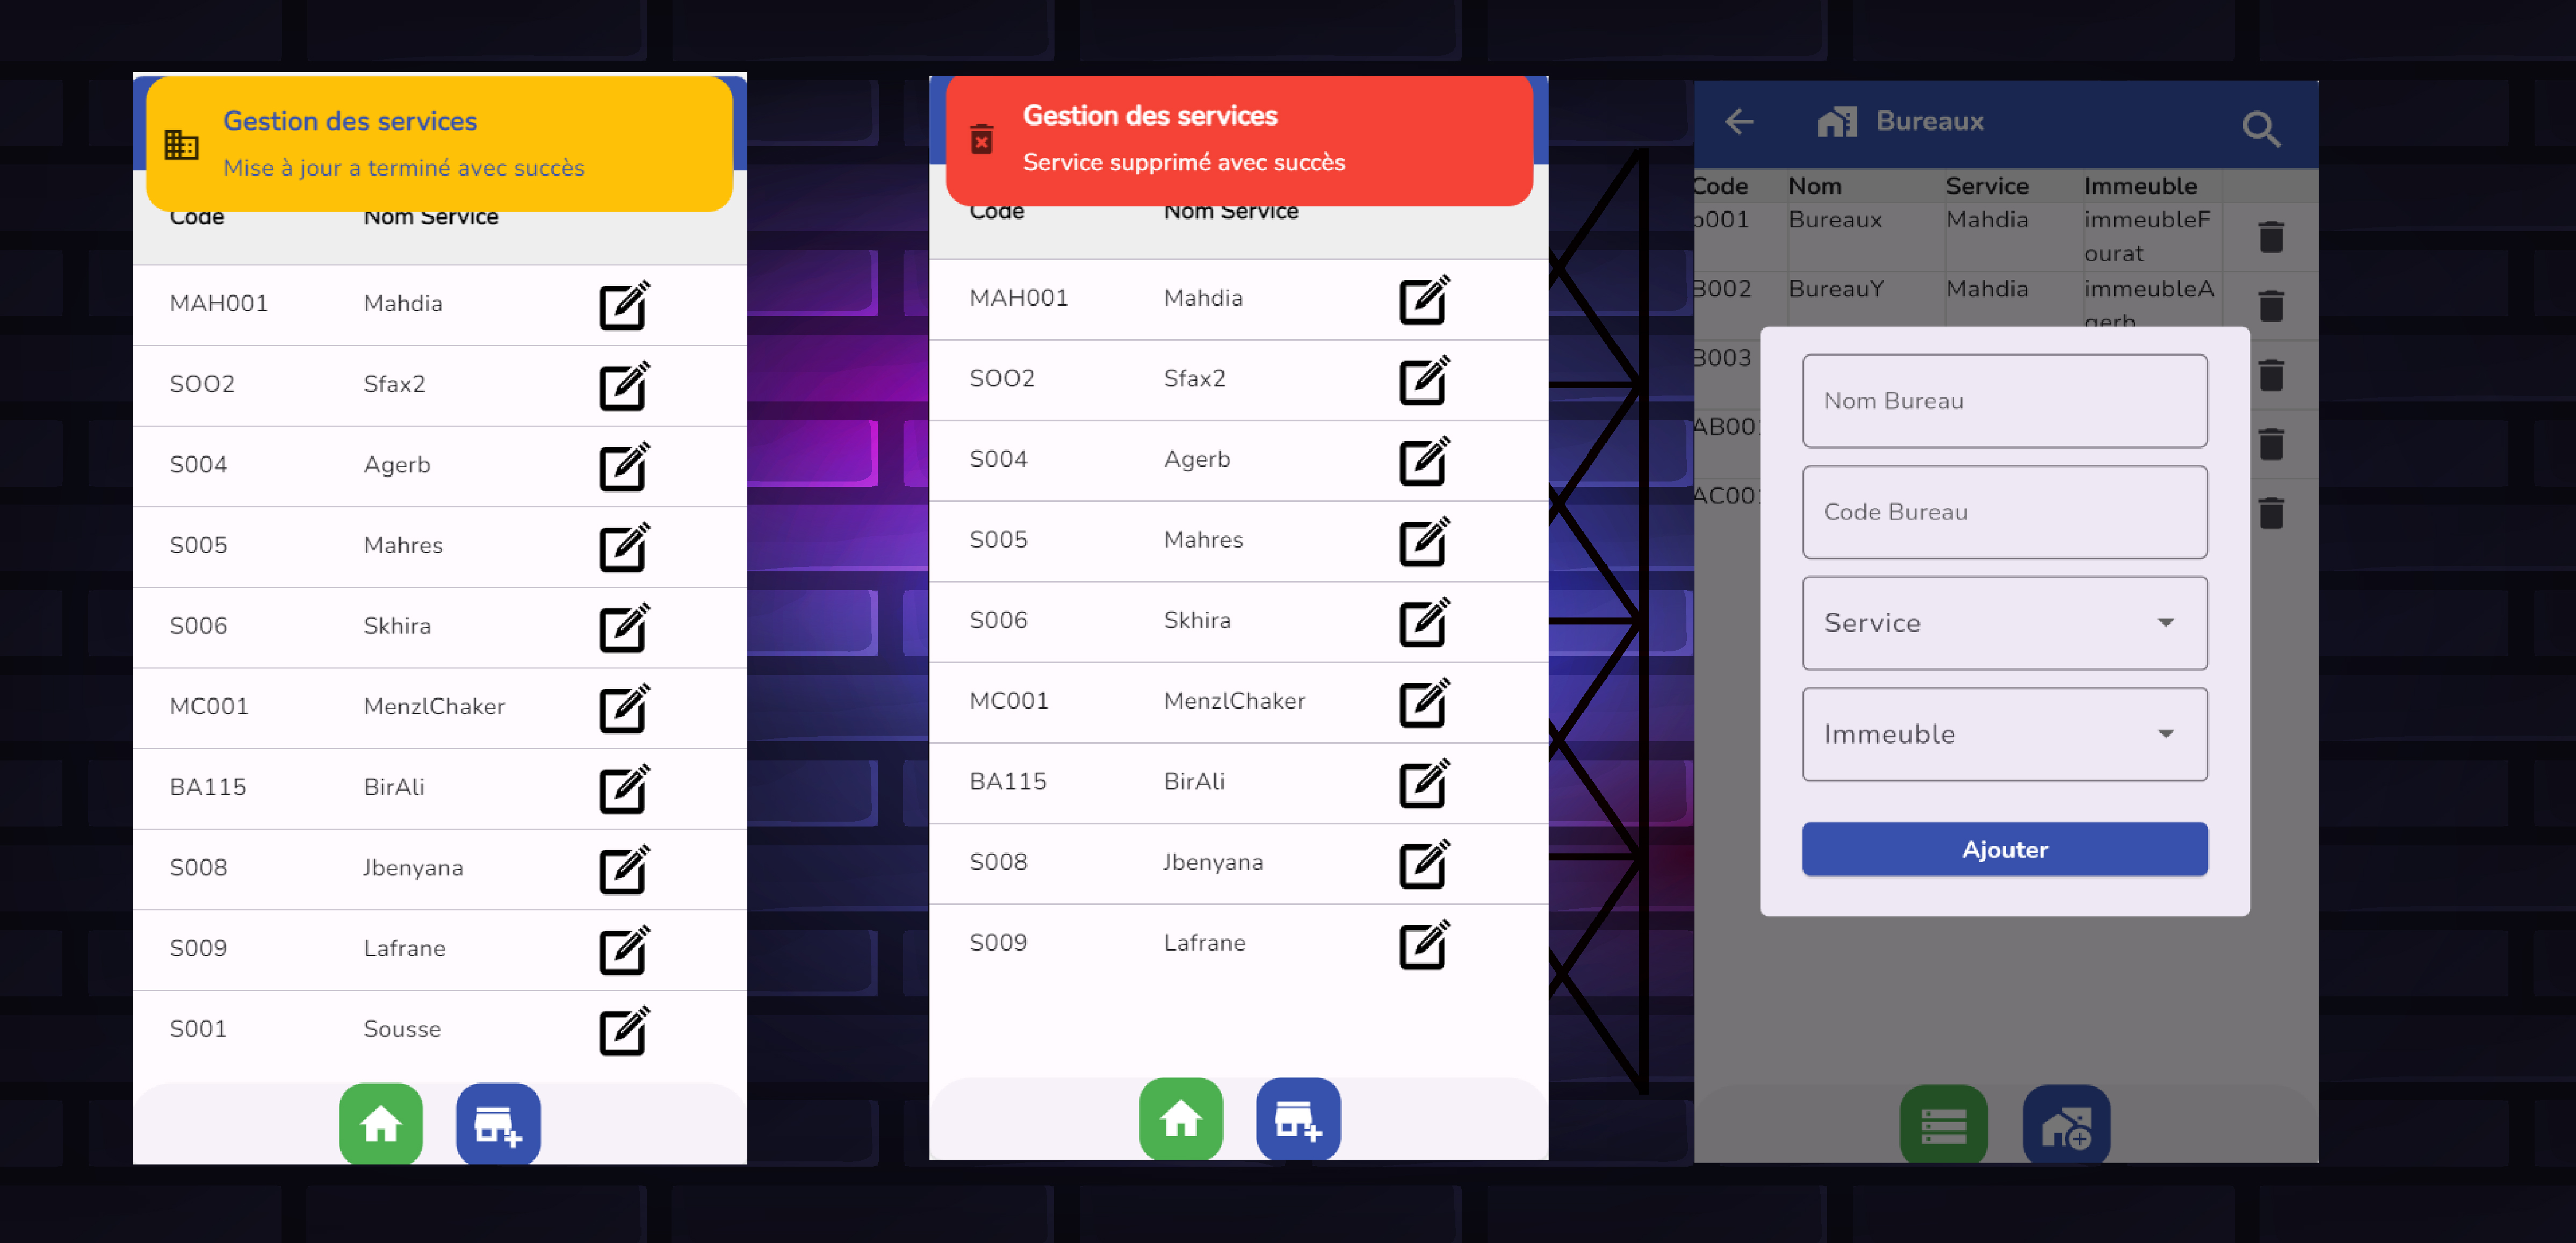 Gestion des services
Mise à jour a terminé avec succès
Code Nom Service
MAH001 Mahdia
SOO2 Sfax2
S004 Agerb
S005 Mahres
S006 Skhira
MC001 MenzlChaker
BA115 BirAli
S008 Jbenyana
S009 Lafrane
S001 Sousse
Gestion des services
Service supprimé avec succès
Code Nom Service
MAH001 Mahdia
SOO2 Sfax2
S004 Agerb
S005 Mahres
S006 Skhira
MC001 MenzlChaker
BA115 BirAli
S008 Jbenyana
S009 Lafrane
Bureaux
Code Nom Service Immeuble
b001 Bureaux Mahdia immeubleF
ourat
B002 BureauY Mahdia immeubleA
gerb
B003
AB00
AC00
Nom Bureau
Code Bureau
Service
Immeuble
Ajouter